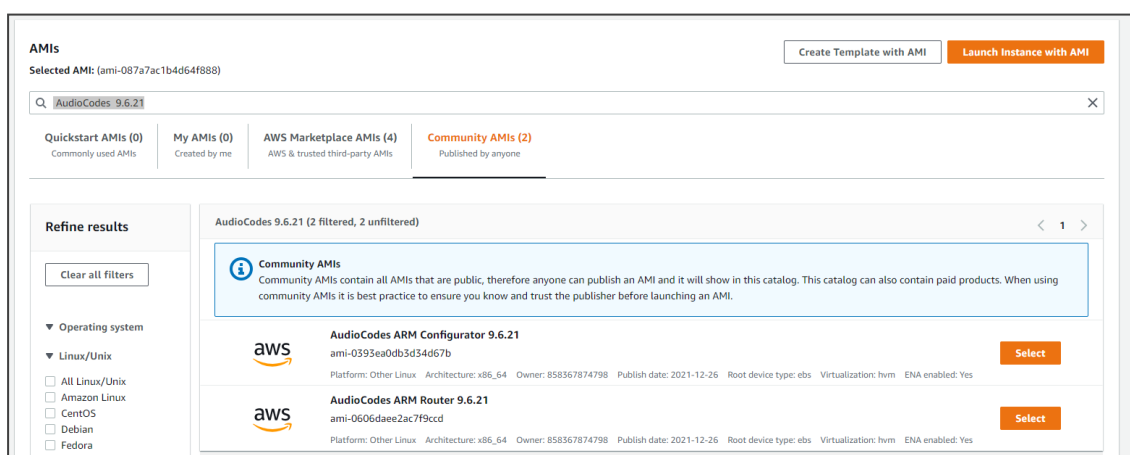 AMIs
Create Template with AMI
Launch Instance with AMI
Selected AMI: (ami-087a7ac1b4d64f888)
AudioCodes 9.6.21
Quickstart AMIs (0)
Commonly used AMIs
My AMIs (0)
Created by me
AWS Marketplace AMIs (4)
AWS & trusted third-party AMIs
Community AMIs (2)
Published by anyone
Refine results
Clear all filters
Operating system
Linux/Unix
All Linux/Unix
Amazon Linux
CentOS
Debian
Fedora
AudioCodes 9.6.21 (2 filtered, 2 unfiltered)
1
Community AMIs
Community AMIs contain all AMIs that are public, therefore anyone can publish an AMI and it will show in this catalog. This catalog can also contain paid products. When using
community AMIs it is best practice to ensure you know and trust the publisher before launching an AMI.
aws
AudioCodes ARM Configurator 9.6.21
ami-0393ea0db3d34d67b
Platform: Other Linux Architecture: x86_64 Owner: 858367874798 Publish date: 2021-12-26 Root device type: ebs Virtualization: hvm ENA enabled: Yes
Select
aws
AudioCodes ARM Router 9.6.21
ami-0606daee2ac7f9ccd
Platform: Other Linux Architecture: x86_64 Owner: 858367874798 Publish date: 2021-12-26 Root device type: ebs Virtualization: hvm ENA enabled: Yes
Select